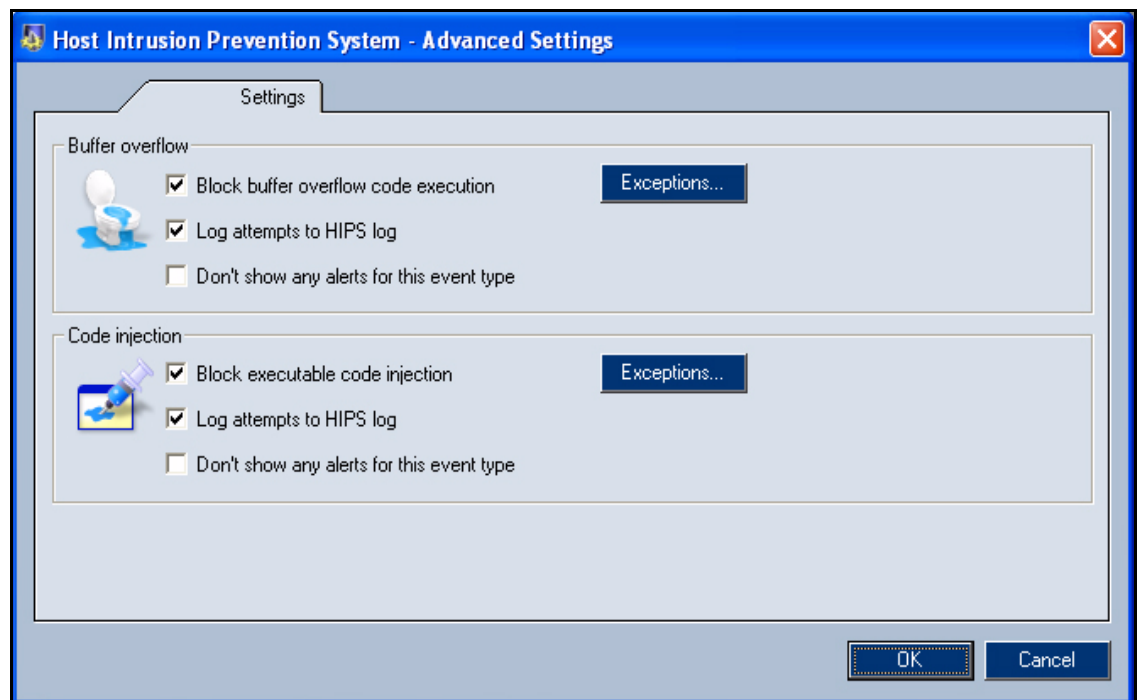 Host Intrusion Prevention System - Advanced Settings
Settings
Buffer overflow
Block buffer overflow code execution
Exceptions...
Log attempts to HIPS log
Don't show any alerts for this event type
Code injection
Block executable code injection
Exceptions...
Log attempts to HIPS log
Don't show any alerts for this event type
OK
Cancel